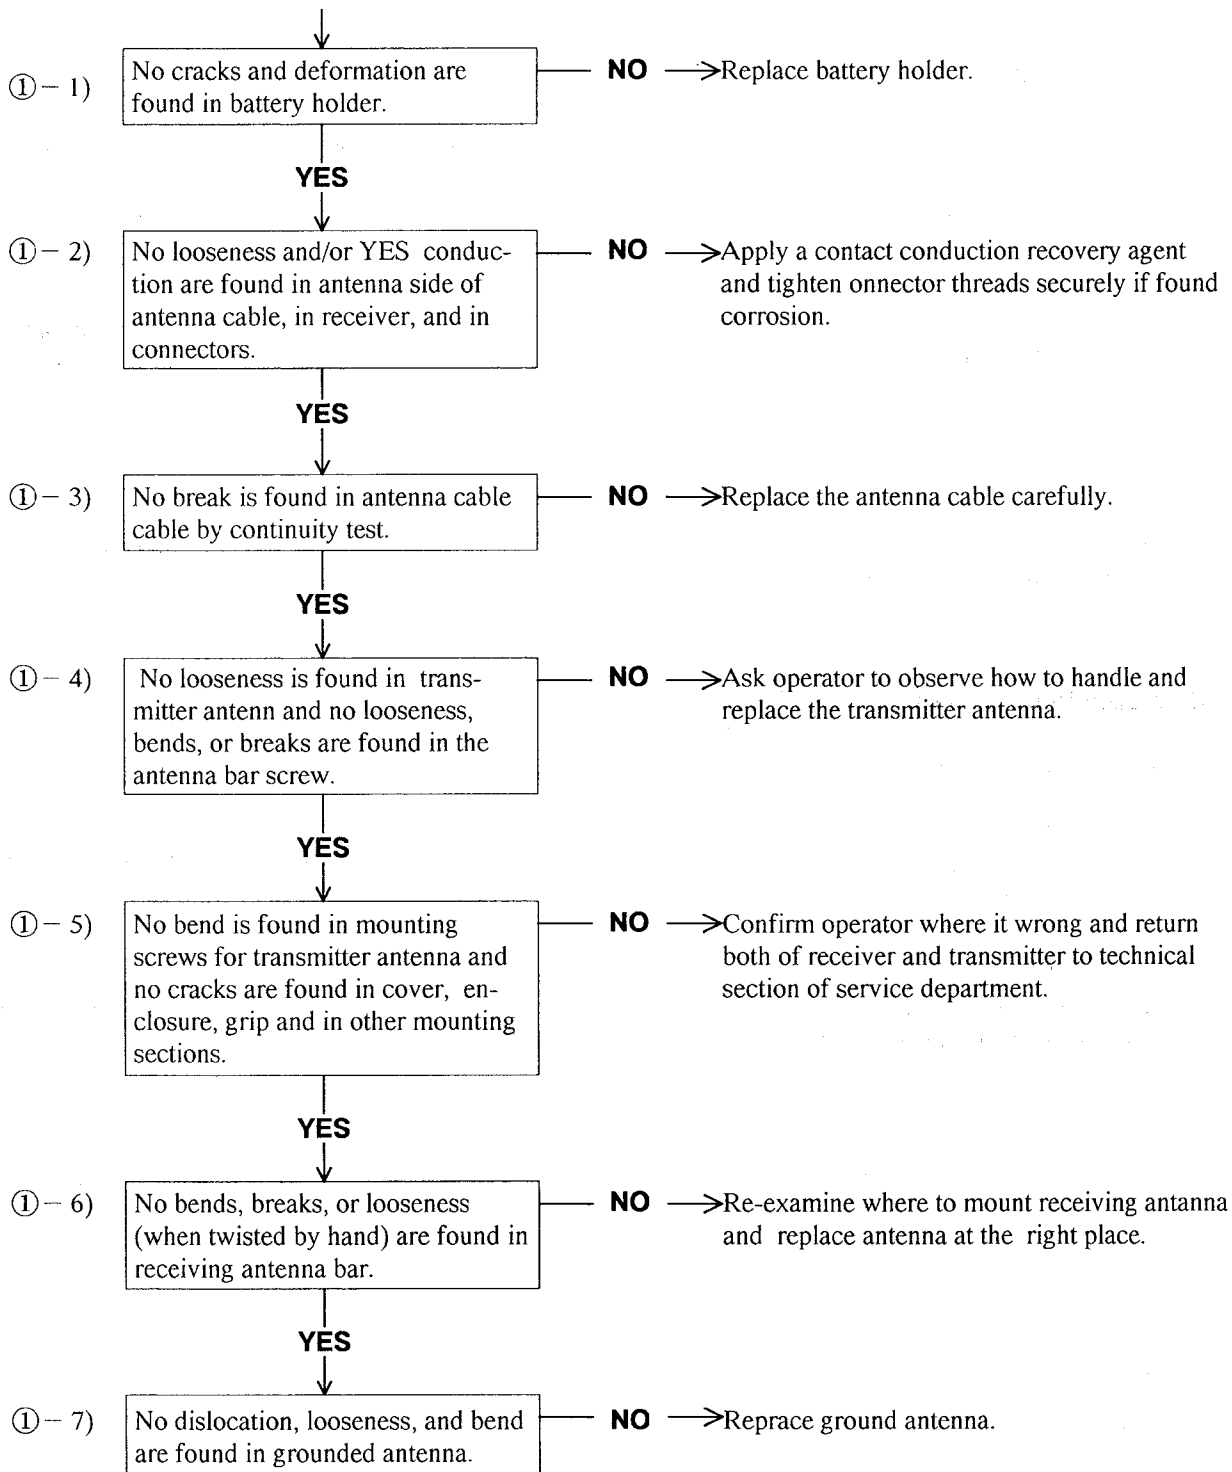 ①− 1)
No cracks and deformation are
found in battery holder.
NO
Replace battery holder.
YES
①− 2)
No looseness and/or YES conduc-
tion are found in antenna side of
antenna cable, in receiver, and in
connectors.
NO
Apply a contact conduction recovery agent
and tighten onnector threads securely if found
corrosion.
YES
①− 3)
No break is found in antenna cable
cable by continuity test.
NO
Replace the antenna cable carefully.
YES
①− 4)
No looseness is found in trans-
mitter antenn and no looseness,
bends, or breaks are found in the
antenna bar screw.
NO
Ask operator to observe how to handle and
replace the transmitter antenna.
YES
①− 5)
No bend is found in mounting
screws for transmitter antenna and
no cracks are found in cover, en-
closure, grip and in other mounting
sections.
NO
Confirm operator where it wrong and return
both of receiver and transmitter to technical
section of service department.
YES
①− 6)
No bends, breaks, or looseness
(when twisted by hand) are found in
receiving antenna bar.
NO
Re-examine where to mount receiving antanna
and replace antenna at the right place.
YES
①− 7)
No dislocation, looseness, and bend
are found in grounded antenna.
NO
Reprace ground antenna.